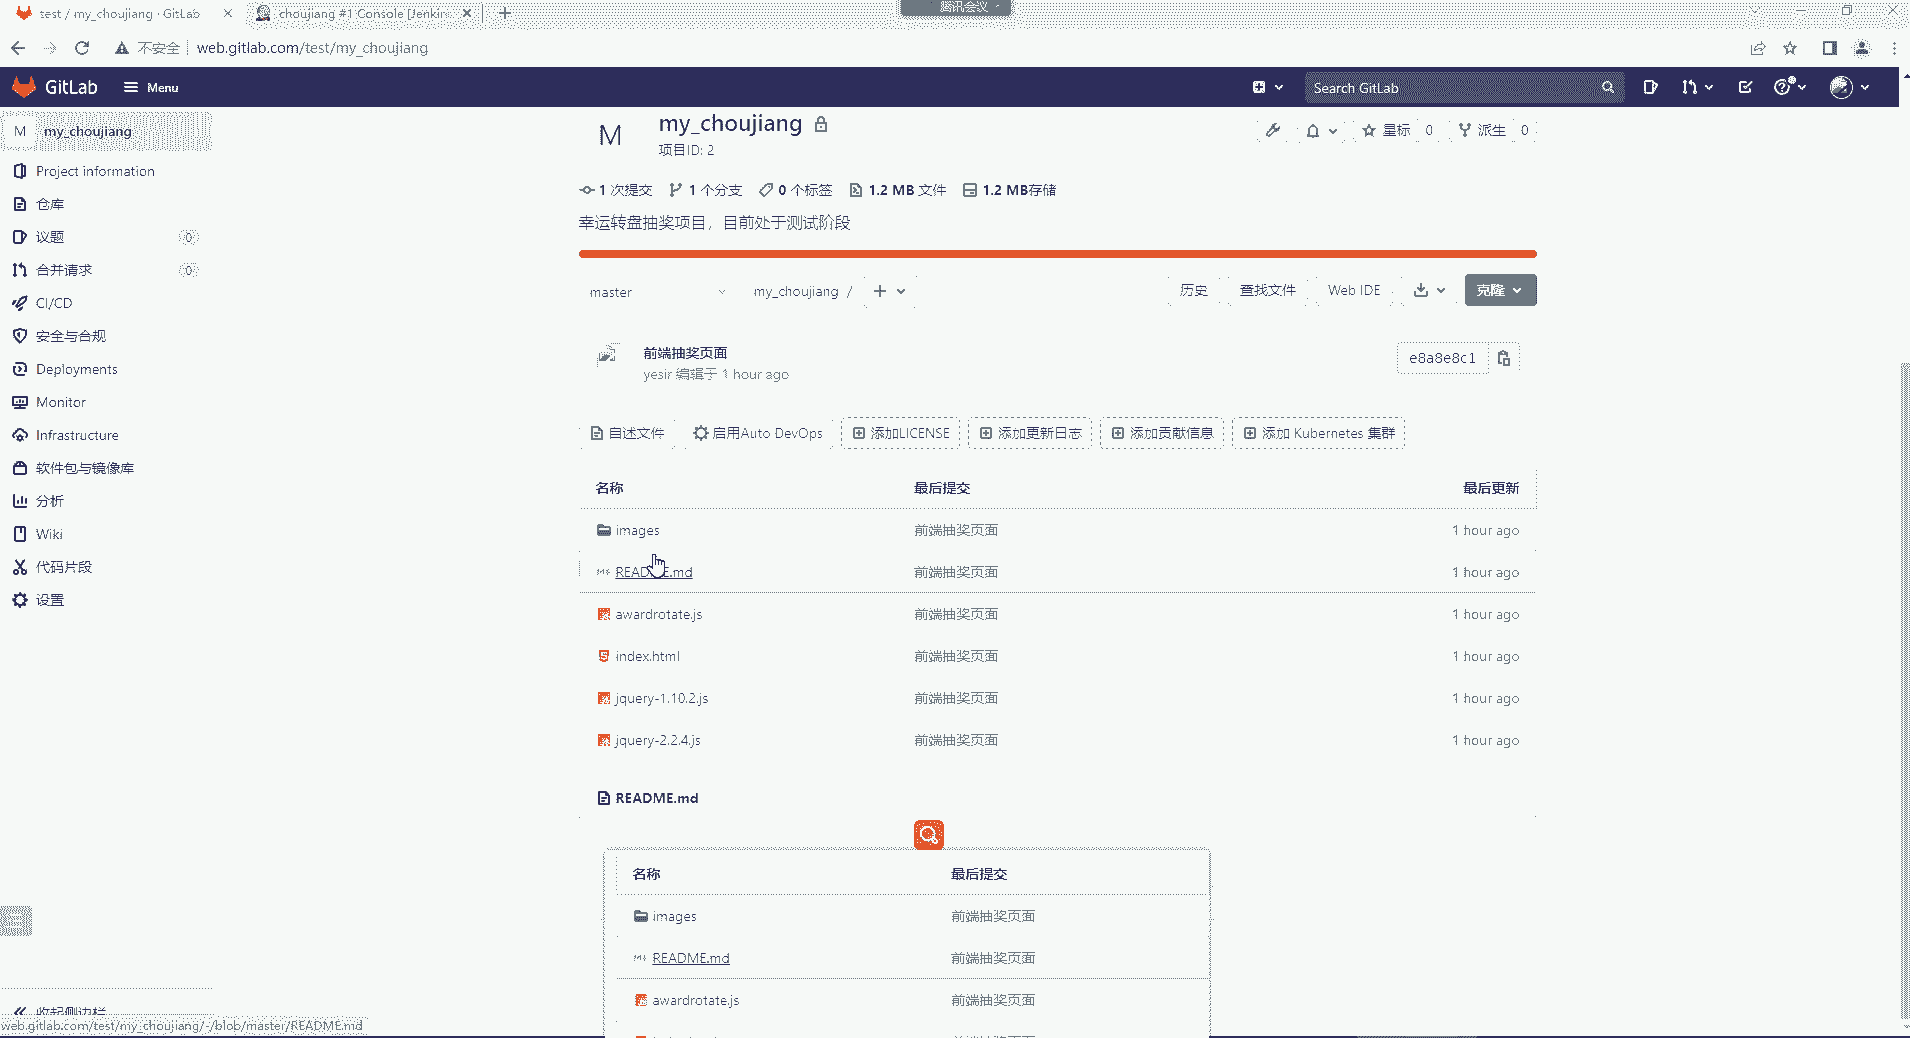 test / my_choujiang · GitLab
choujiang #1 Console [Jenkins
腾讯会议
不安全
web.gitlab.com/test/my_choujiang
GitLab
Menu
Search GitLab
M my_choujiang
Project information
仓库
议题 0
合并请求 0
CI/CD
安全与合规
Deployments
Monitor
Infrastructure
软件包与镜像库
分析
Wiki
代码片段
设置
收起侧边栏
web.gitlab.com/test/my_choujiang/-/blob/master/README.md
M
my_choujiang
项目ID: 2
星标 0 派生 0
1 次提交 1 个分支 0 个标签 1.2 MB 文件 1.2 MB存储
幸运转盘抽奖项目，目前处于测试阶段
master my_choujiang / 历史 查找文件 Web IDE 克隆
前端抽奖页面
yesir 编辑于 1 hour ago
e8a8e8c1
自述文件 启用Auto DevOps 添加LICENSE 添加更新日志 添加贡献信息 添加 Kubernetes 集群
名称 最后提交 最后更新
images 前端抽奖页面 1 hour ago
README.md 前端抽奖页面 1 hour ago
awardrotate.js 前端抽奖页面 1 hour ago
index.html 前端抽奖页面 1 hour ago
jquery-1.10.2.js 前端抽奖页面 1 hour ago
jquery-2.2.4.js 前端抽奖页面 1 hour ago
README.md
名称 最后提交
images 前端抽奖页面
README.md 前端抽奖页面
awardrotate.js 前端抽奖页面